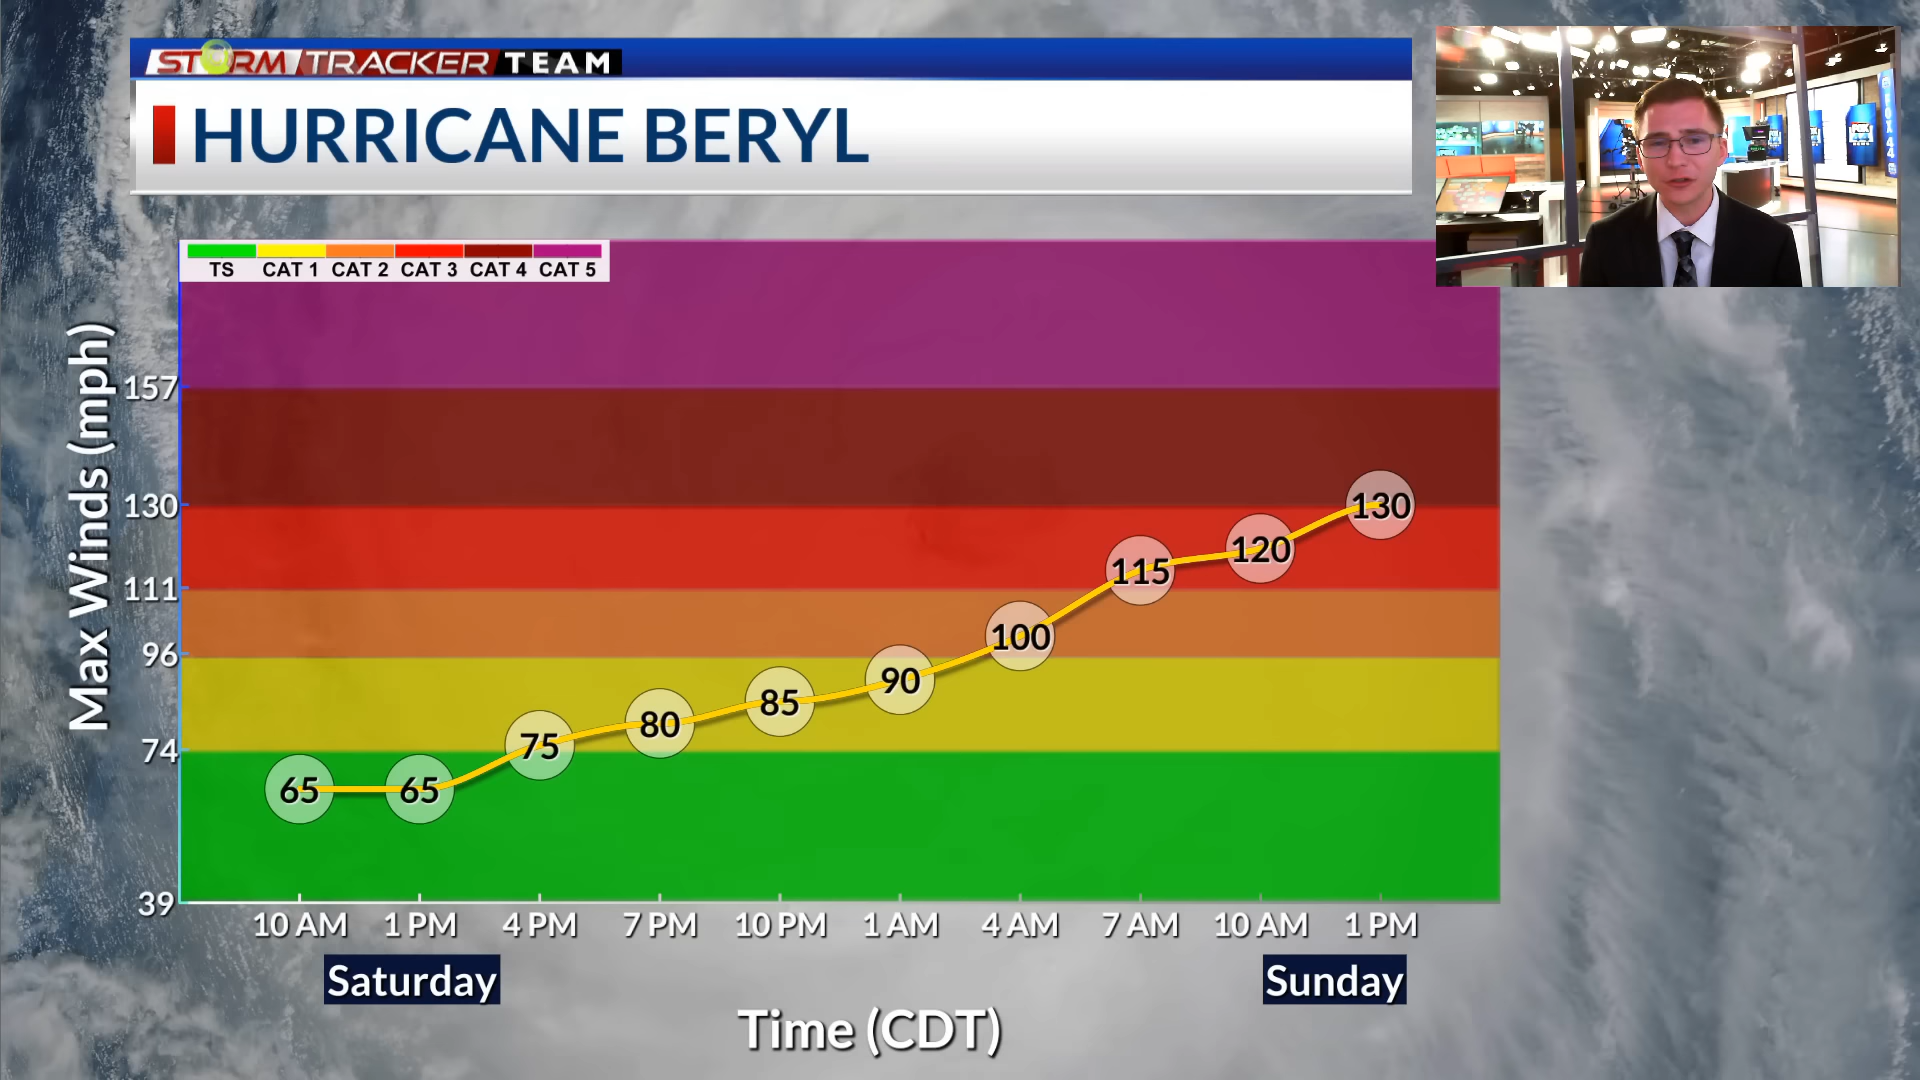 STORM TRACKER TEAM
HURRICANE BERYL
TS CAT 1 CAT 2 CAT 3 CAT 4 CAT 5
Max Winds (mph)
157
130
111
96
74
39
65
65
75
80
85
90
100
115
120
130
10 AM 1 PM 4 PM 7 PM 10 PM 1 AM 4 AM 7 AM 10 AM 1 PM
Saturday Sunday
Time (CDT)